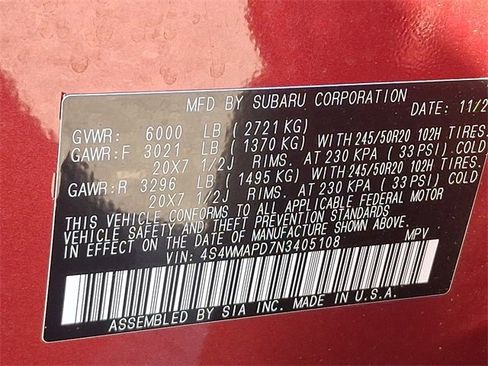 MFD BY SUBARU CORPORATION
DATE: 11/2
GVWR: 6000 LB (2721 KG)
GAWR:F 3021 LB (1370 KG) WITH 245/50R20 102H TIRES.
20X7 1/2J RIMS. AT 230 KPA (33 PSI) COLD
GAWR:R 3296 LB (1495 KG) WITH 245/50R20 102H TIRES.
20X7 1/2J RIMS. AT 230 KPA (33 PSI) COLD
THIS VEHICLE CONFORMS TO ALL APPLICABLE FEDERAL MOTOR
VEHICLE SAFETY AND THEFT PREVENTION STANDARDS
IN EFFECT ON THE DATE OF MANUFACTURE SHOWN ABOVE.
VIN: 4S4WMAPD7N3405108 MPV
ASSEMBLED BY SIA INC. MADE IN U.S.A.